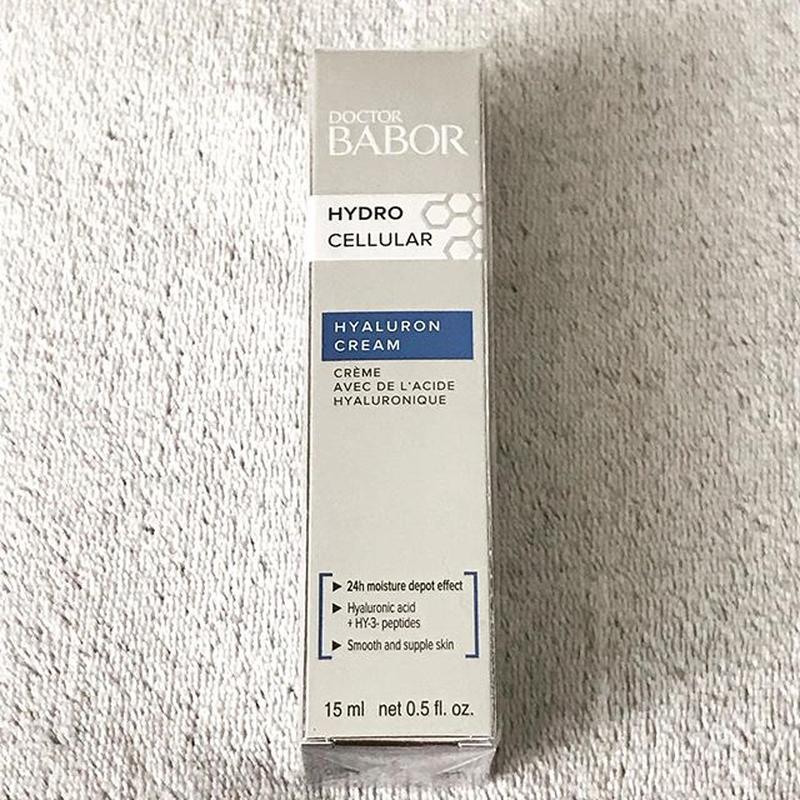 DOCTOR
BABOR
HYDRO
CELLULAR
HYALURON
CREAM
CRÈME
AVEC DE L'ACIDE
HYALURONIQUE
▶ 24h moisture depot effect
▶ Hyaluronic acid
+ HY-3- peptides
▶ Smooth and supple skin
15 ml net 0.5 fl. oz.